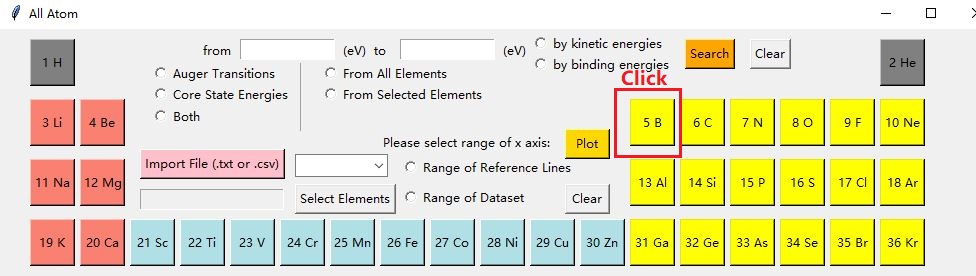 All Atom
from (eV) to (eV)
by kinetic energies
by binding energies
Search
Clear
1 H
2 He
Auger Transitions
Core State Energies
Both
From All Elements
From Selected Elements
Click
3 Li
4 Be
5 B
6 C
7 N
8 O
9 F
10 Ne
Please select range of x axis:
Plot
Import File (.txt or .csv)
Range of Reference Lines
11 Na
12 Mg
13 Al
14 Si
15 P
16 S
17 Cl
18 Ar
Select Elements
Range of Dataset
Clear
19 K
20 Ca
21 Sc
22 Ti
23 V
24 Cr
25 Mn
26 Fe
27 Co
28 Ni
29 Cu
30 Zn
31 Ga
32 Ge
33 As
34 Se
35 Br
36 Kr